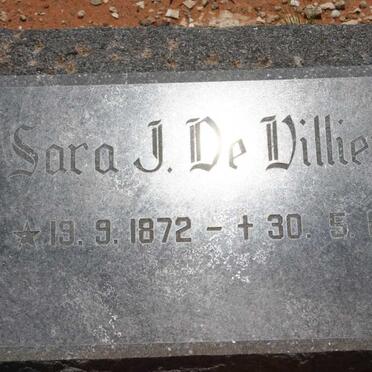 Sara J. De Villie
★ 19. 9. 1872 – ✝ 30. 5